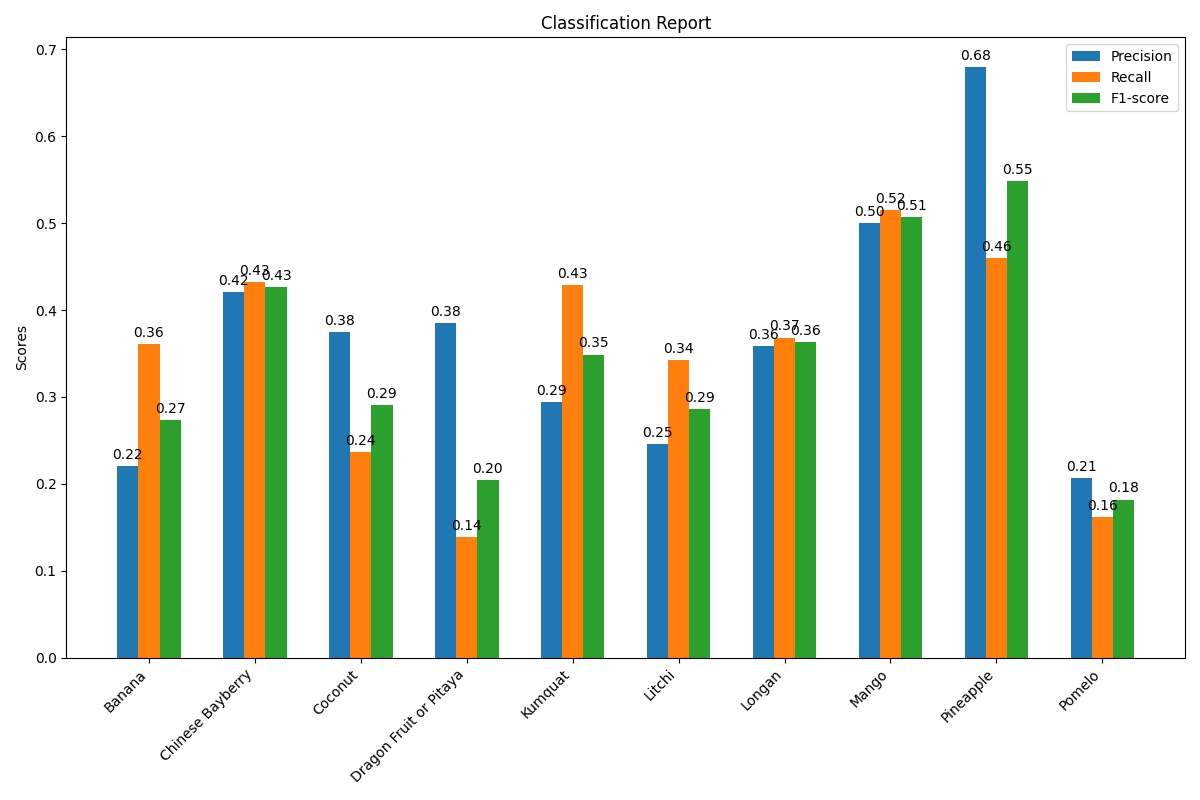 Classification Report
Precision
Recall
F1-score
Scores
0.7
0.6
0.5
0.4
0.3
0.2
0.1
0.0
0.22
0.36
0.27
0.42
0.43
0.43
0.38
0.24
0.29
0.38
0.14
0.20
0.29
0.43
0.35
0.25
0.34
0.29
0.36
0.37
0.36
0.50
0.52
0.51
0.68
0.46
0.55
0.21
0.16
0.18
Banana
Chinese Bayberry
Coconut
Dragon Fruit or Pitaya
Kumquat
Litchi
Longan
Mango
Pineapple
Pomelo